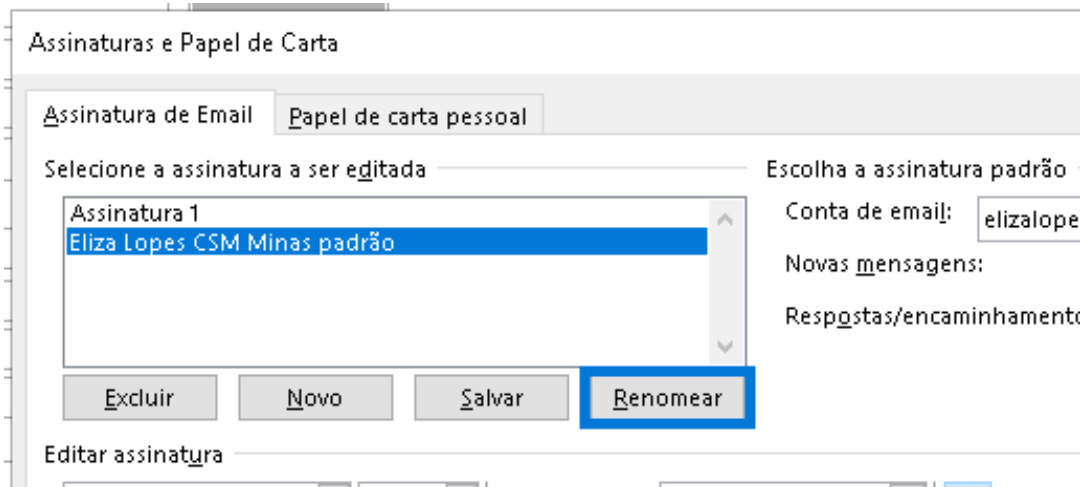 Assinaturas e Papel de Carta
Assinatura de Email
Papel de carta pessoal
Selecione a assinatura a ser editada
Assinatura 1
Eliza Lopes CSM Minas padrão
Excluir
Novo
Salvar
Renomear
Escolha a assinatura padrão
Conta de email:
elizalope
Novas mensagens:
Respostas/encaminhamento
Editar assinatura